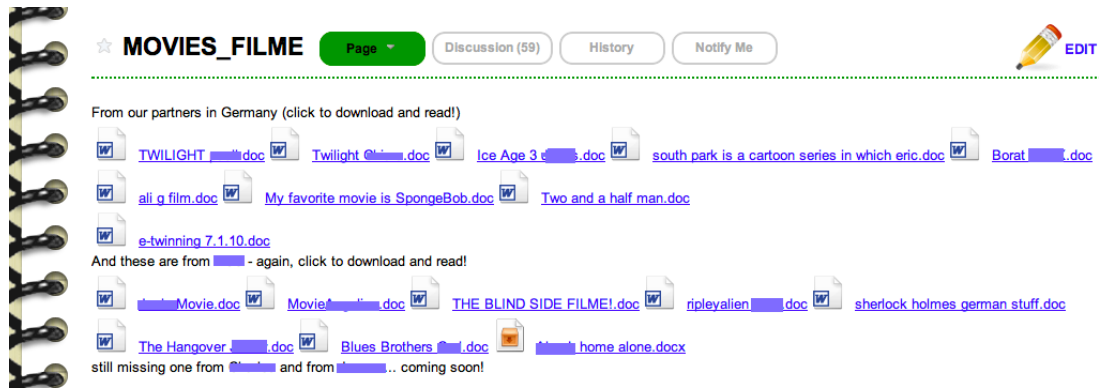 MOVIES_FILME Page Discussion (59) History Notify Me EDIT
From our partners in Germany (click to download and read!)
TWILIGHT .doc Twilight .doc Ice Age 3 .doc south park is a cartoon series in which eric.doc Borat .doc
ali g film.doc My favorite movie is SpongeBob.doc Two and a half man.doc
e-twinning 7.1.10.doc
And these are from - again, click to download and read!
Movie.doc Movie .doc THE BLIND SIDE FILME!.doc ripleyalien .doc sherlock holmes german stuff.doc
The Hangover .doc Blues Brothers .doc home alone.docx
still missing one from and from ... coming soon!